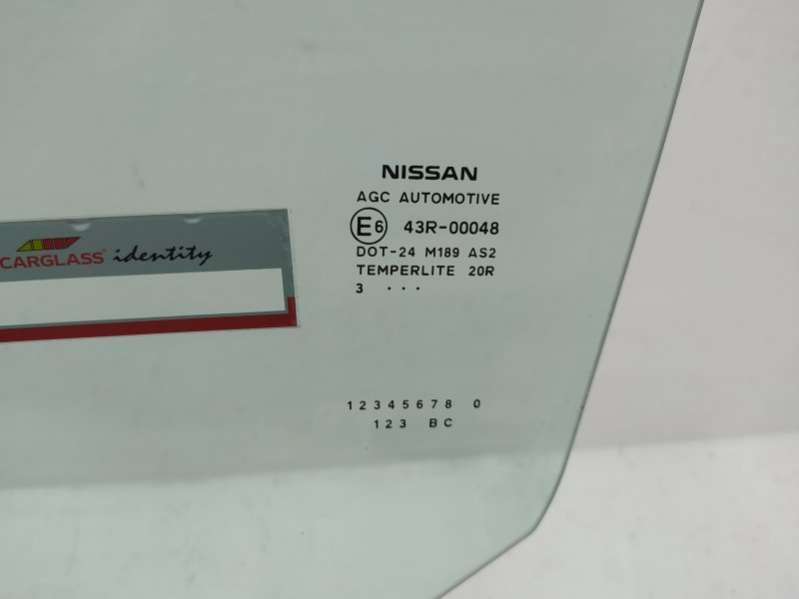 NISSAN
AGC AUTOMOTIVE
E6 43R-00048
DOT-24 M189 AS2
TEMPERLITE 20R
3 ...
CARGLASS identity
1 2 3 4 5 6 7 8 0
1 2 3 B C